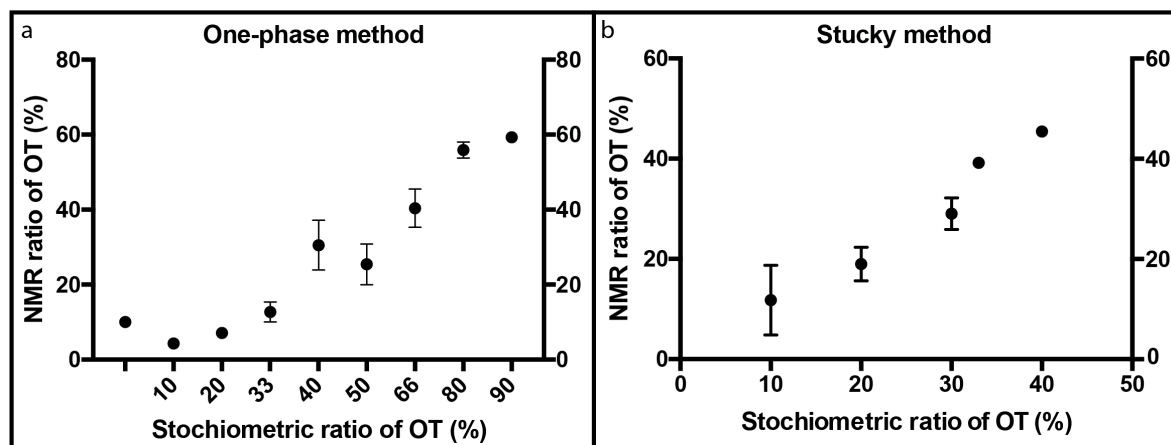 a
One-phase method
NMR ratio of OT (%)
80
60
40
20
0
80
60
40
20
0
10 20 33 40 50 66 80 90
Stochiometric ratio of OT (%)
b
Stucky method
NMR ratio of OT (%)
60
40
20
0
60
40
20
0
0 10 20 30 40 50
Stochiometric ratio of OT (%)